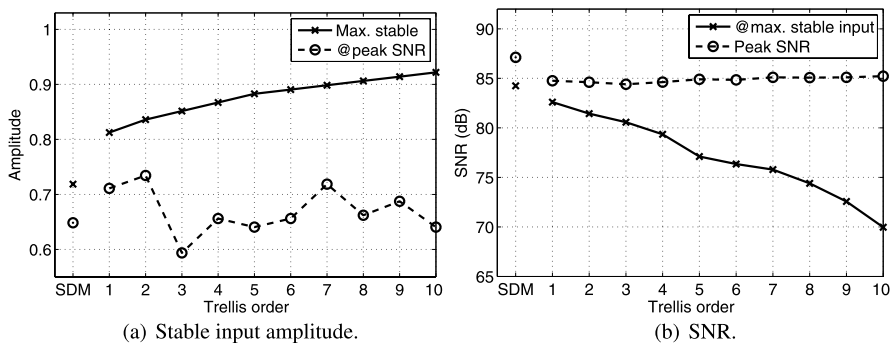 1
0.9
0.8
0.7
0.6
Amplitude
Max. stable
@peak SNR
SDM 1 2 3 4 5 6 7 8 9 10
Trellis order
(a) Stable input amplitude.
90
85
80
75
70
65
SNR (dB)
@max. stable input
Peak SNR
SDM 1 2 3 4 5 6 7 8 9 10
Trellis order
(b) SNR.